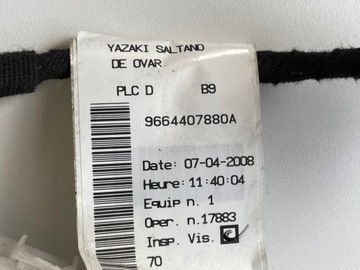 YAZAKI SALTANO
DE OVAR.
PLC D B9
9664407880A
Date: 07-04-2008
Heure: 11:40:04
Equip n. 1
Oper. n.17883
Insp. Vis. C
70